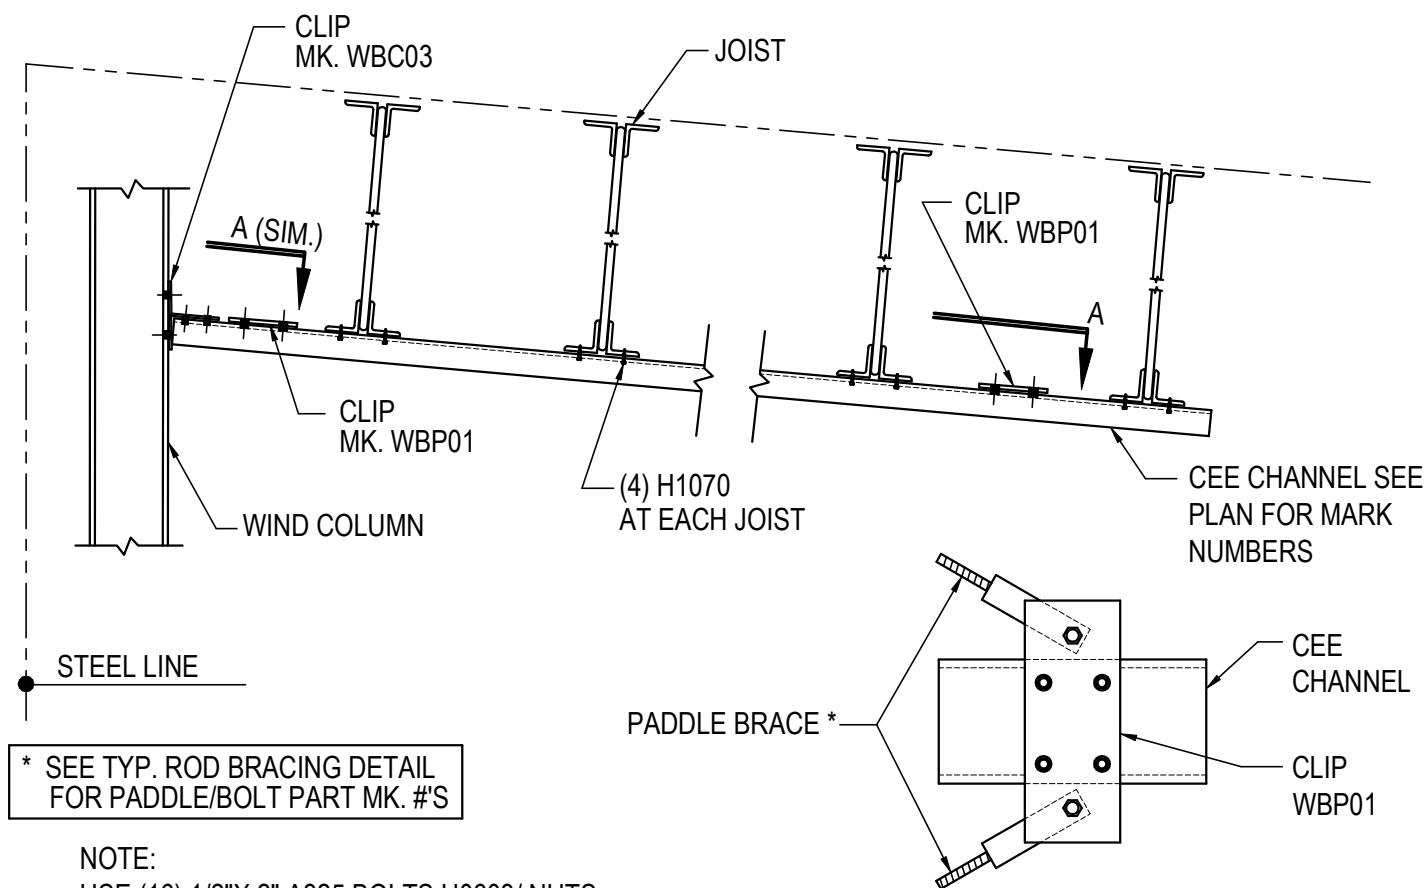 CLIP
MK. WBC03
JOIST
A (SIM.)
CLIP
MK. WBP01
A
CLIP
MK. WBP01
(4) H1070
AT EACH JOIST
WIND COLUMN
CEE CHANNEL SEE
PLAN FOR MARK
NUMBERS
STEEL LINE
CEE
CHANNEL
PADDLE BRACE *
CLIP
WBP01
* SEE TYP. ROD BRACING DETAIL
FOR PADDLE/BOLT PART MK. #'S
NOTE: